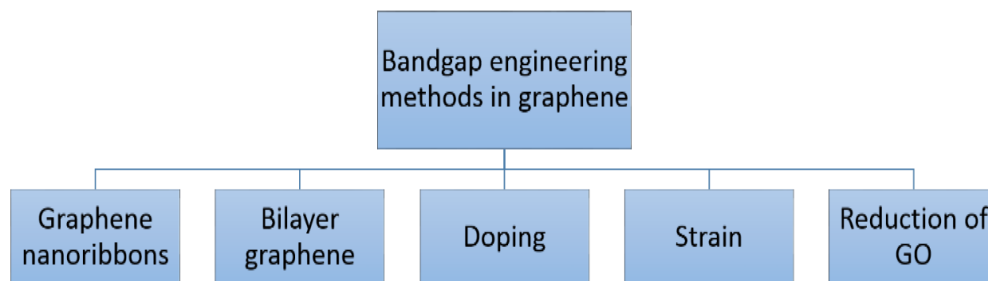 Bandgap engineering
methods in graphene
Graphene
nanoribbons
Bilayer
graphene
Doping
Strain
Reduction of
GO